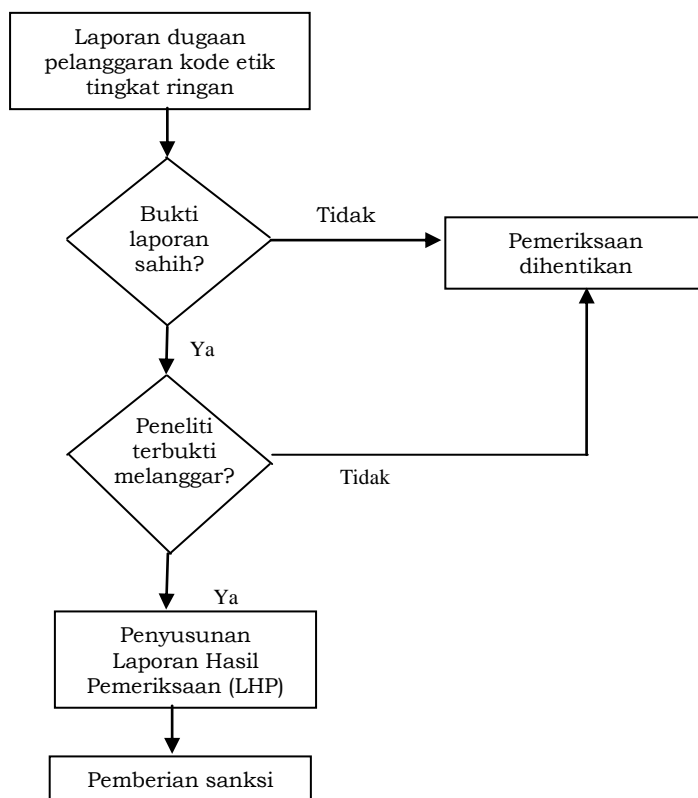 Laporan dugaan
pelanggaran kode etik
tingkat ringan
Bukti
laporan
sahih?
Tidak
Pemeriksaan
dihentikan
Ya
Peneliti
terbukti
melanggar?
Tidak
Ya
Penyusunan
Laporan Hasil
Pemeriksaan (LHP)
Pemberian sanksi